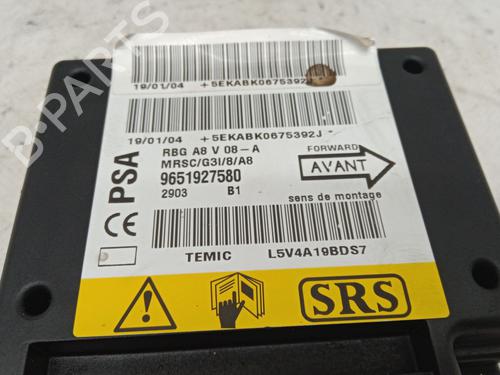 19/01/04 +5EKABK0675392J
19/01/04 +5EKABK0675392J
PSA
RBG A8 V 08-A
MRSC/G3I/8/A8
9651927580
2903 B1
FORWARD
AVANT
sens de montage
CE
TEMIC L5V4A19BDS7
SRS
B-PARTS